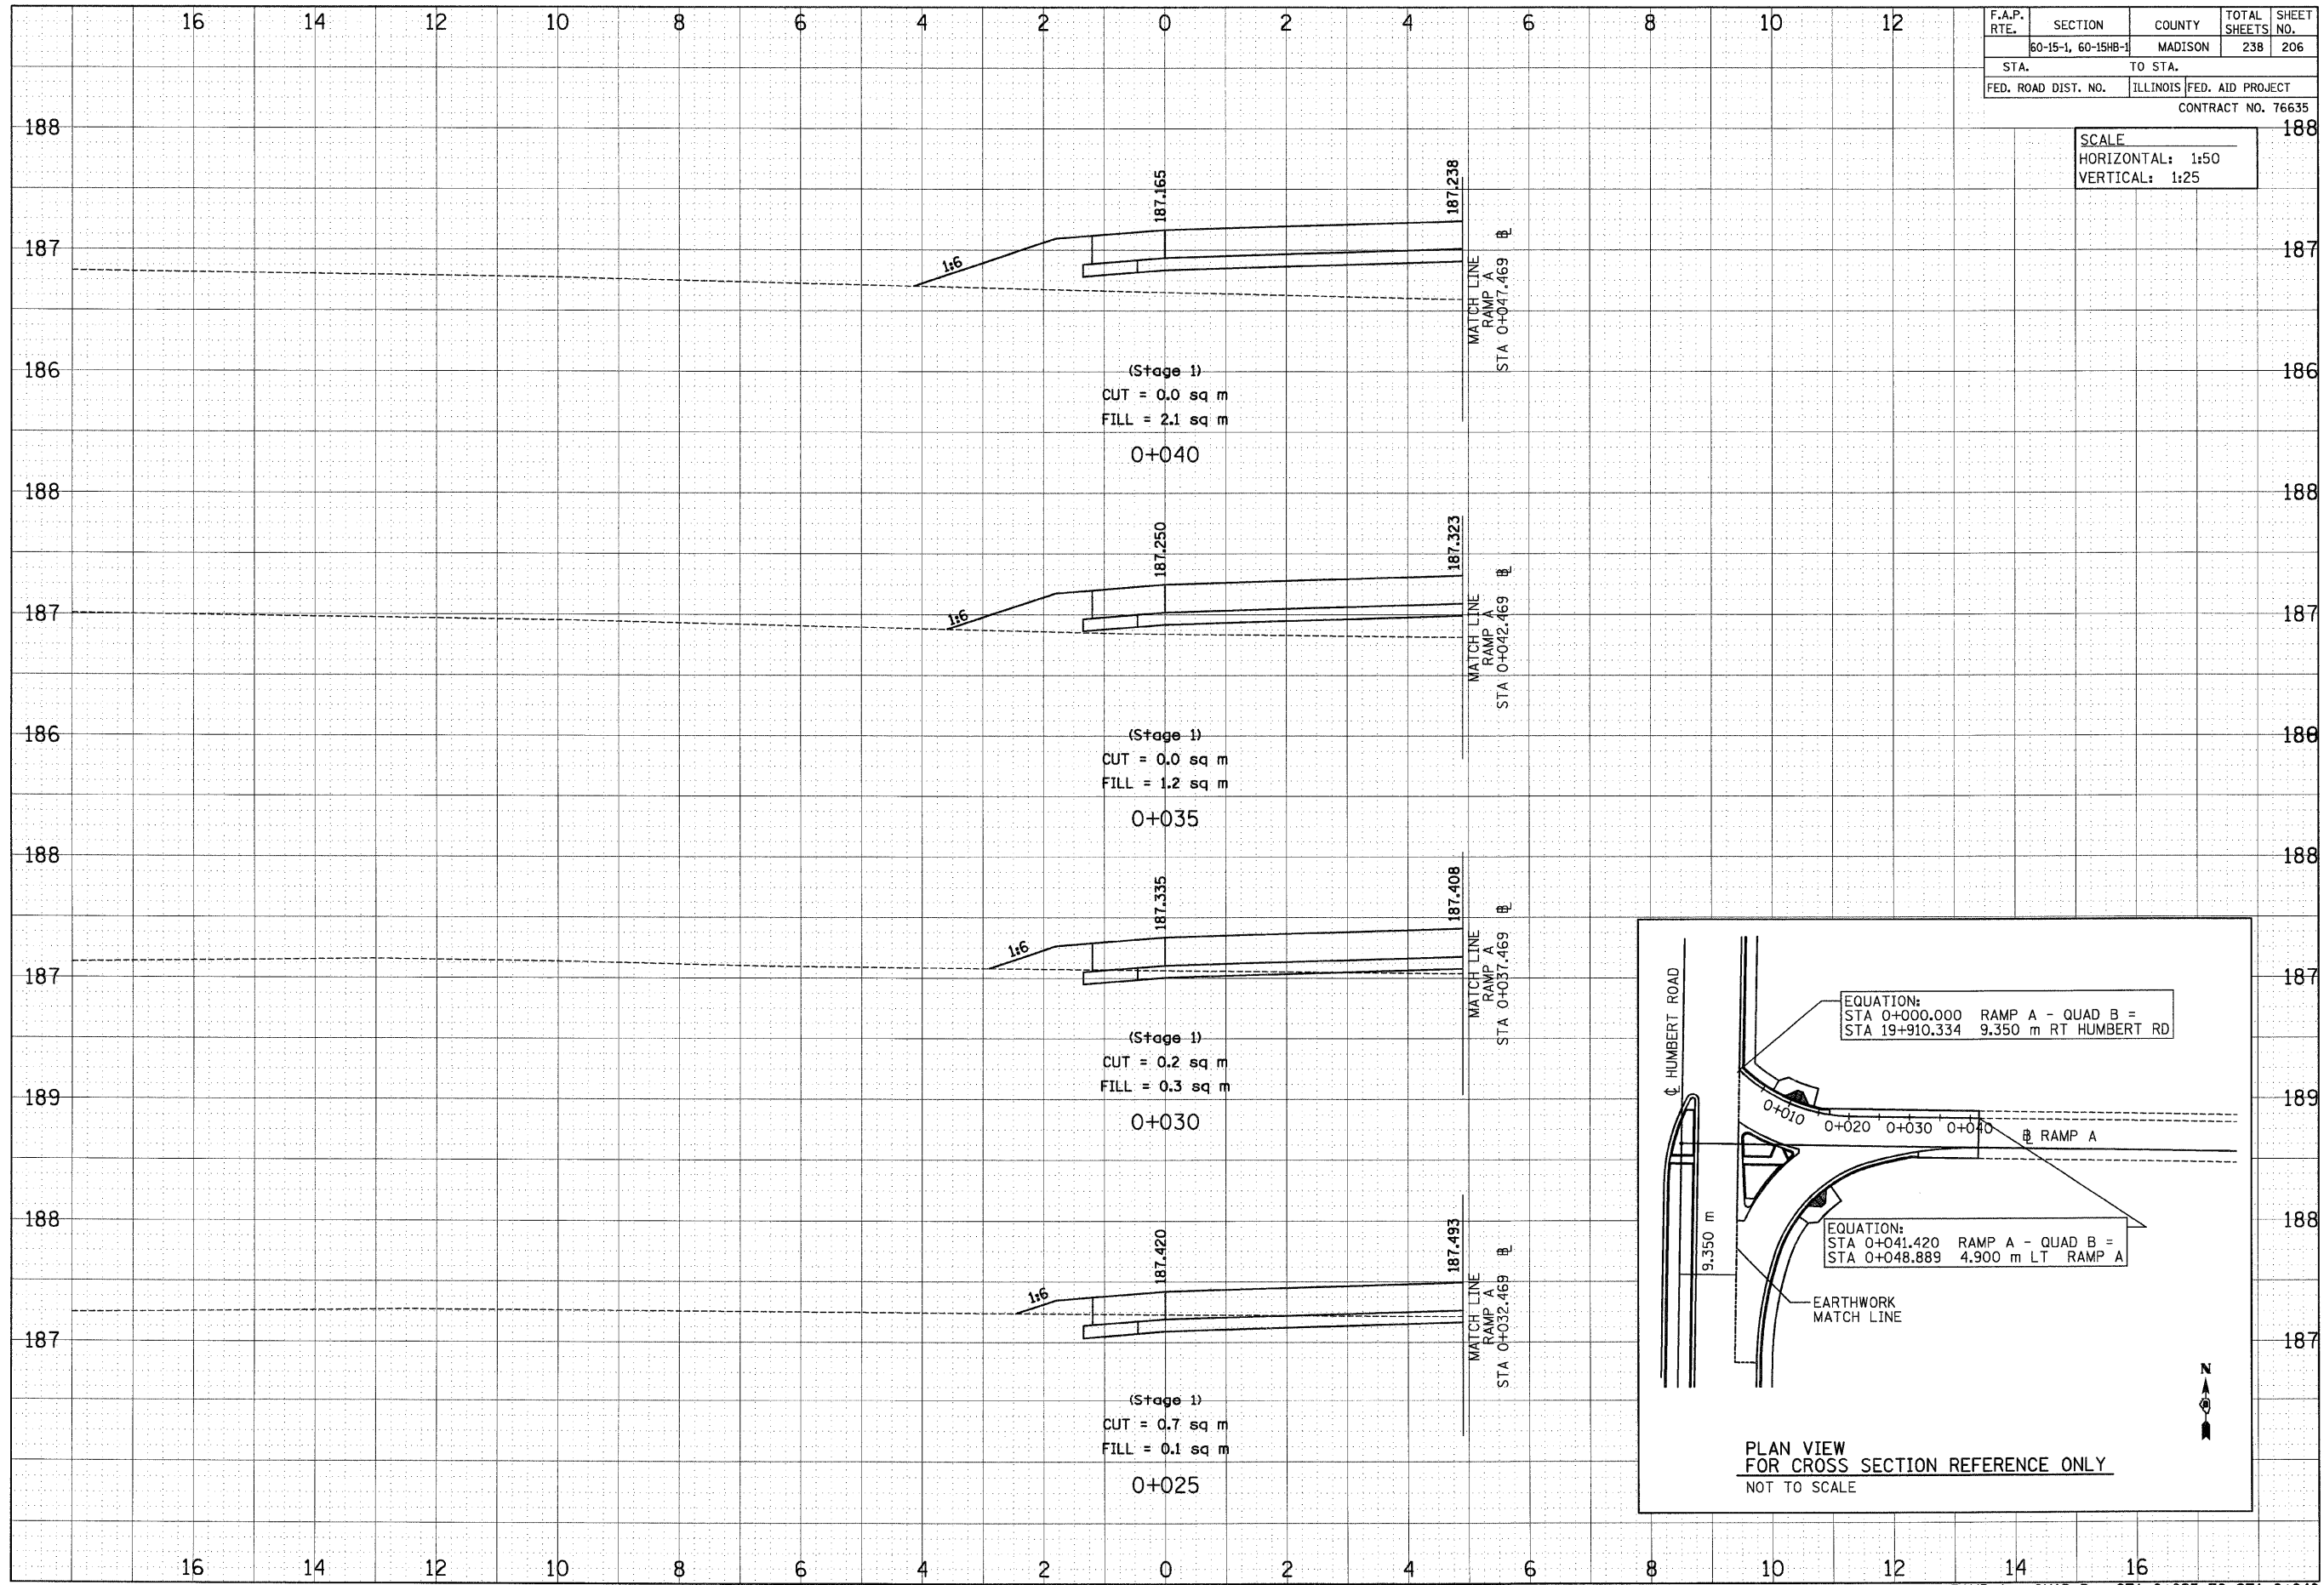 16 14 12 10 8 6 4 2 0 2 4 6 8 10 12
F.A.P. RTE. SECTION COUNTY TOTAL SHEETS SHEET NO.
60-15-1, 60-15HB-1 MADISON 238 206
STA. TO STA.
FED. ROAD DIST. NO. ILLINOIS FED. AID PROJECT
CONTRACT NO. 76635
SCALE
HORIZONTAL: 1:50
VERTICAL: 1:25
188 188
187.165 187.238
187 187
1:6
MATCH LINE
RAMP A
STA 0+047.469 BL
186 186
(Stage 1)
CUT = 0.0 sq m
FILL = 2.1 sq m
0+040
188 188
187.250 187.323
187 187
1:6
MATCH LINE
RAMP A
STA 0+042.469 BL
186 186
(Stage 1)
CUT = 0.0 sq m
FILL = 1.2 sq m
0+035
188 188
187.335 187.408
187 187
1:6
MATCH LINE
RAMP A
STA 0+037.469 BL
(Stage 1)
CUT = 0.2 sq m
FILL = 0.3 sq m
0+030
189 189
188 188
187.420 187.493
187 187
1:6
MATCH LINE
RAMP A
STA 0+032.469 BL
(Stage 1)
CUT = 0.7 sq m
FILL = 0.1 sq m
0+025
CL HUMBERT ROAD
EQUATION:
STA 0+000.000 RAMP A - QUAD B =
STA 19+910.334 9.350 m RT HUMBERT RD
0+010 0+020 0+030 0+040
BL RAMP A
9.350 m
EQUATION:
STA 0+041.420 RAMP A - QUAD B =
STA 0+048.889 4.900 m LT RAMP A
EARTHWORK
MATCH LINE
N
PLAN VIEW
FOR CROSS SECTION REFERENCE ONLY
NOT TO SCALE
16 14 12 10 8 6 4 2 0 2 4 6 8 10 12 14 16